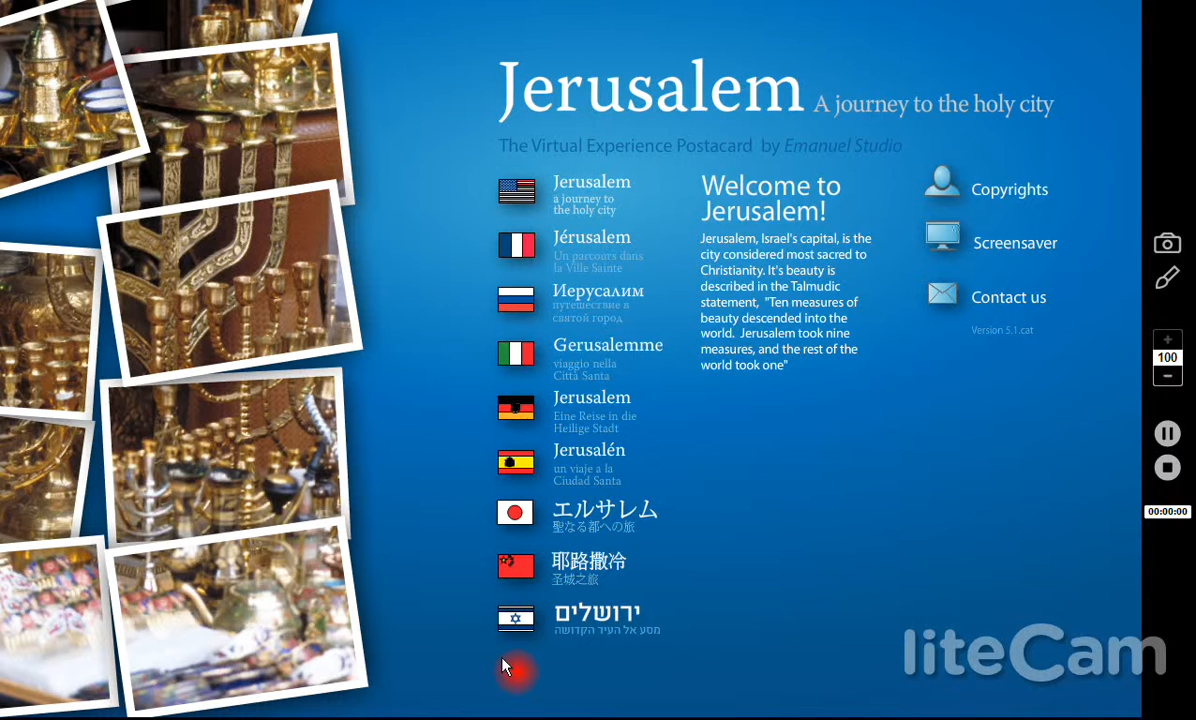 Jerusalem A journey to the holy city
The Virtual Experience Postcard by Emanuel Studio
Jerusalem
a journey to
the holy city
Jérusalem
Un parcours dans
la Ville Sainte
Иерусалим
путешествие в
святой город
Gerusalemme
viaggio nella
Città Santa
Jerusalem
Eine Reise in die
Heilige Stadt
Jerusalén
un viaje a la
Ciudad Santa
エルサレム
聖なる都への旅
耶路撒冷
圣城之旅
ירושלים
מסע אל העיר הקדושה
Welcome to
Jerusalem!
Jerusalem, Israel's capital, is the
city considered most sacred to
Christianity. It's beauty is
described in the Talmudic
statement, "Ten measures of
beauty descended into the
world. Jerusalem took nine
measures, and the rest of the
world took one"
Copyrights
Screensaver
Contact us
Version 5.1.cat
100
00:00:00
liteCam